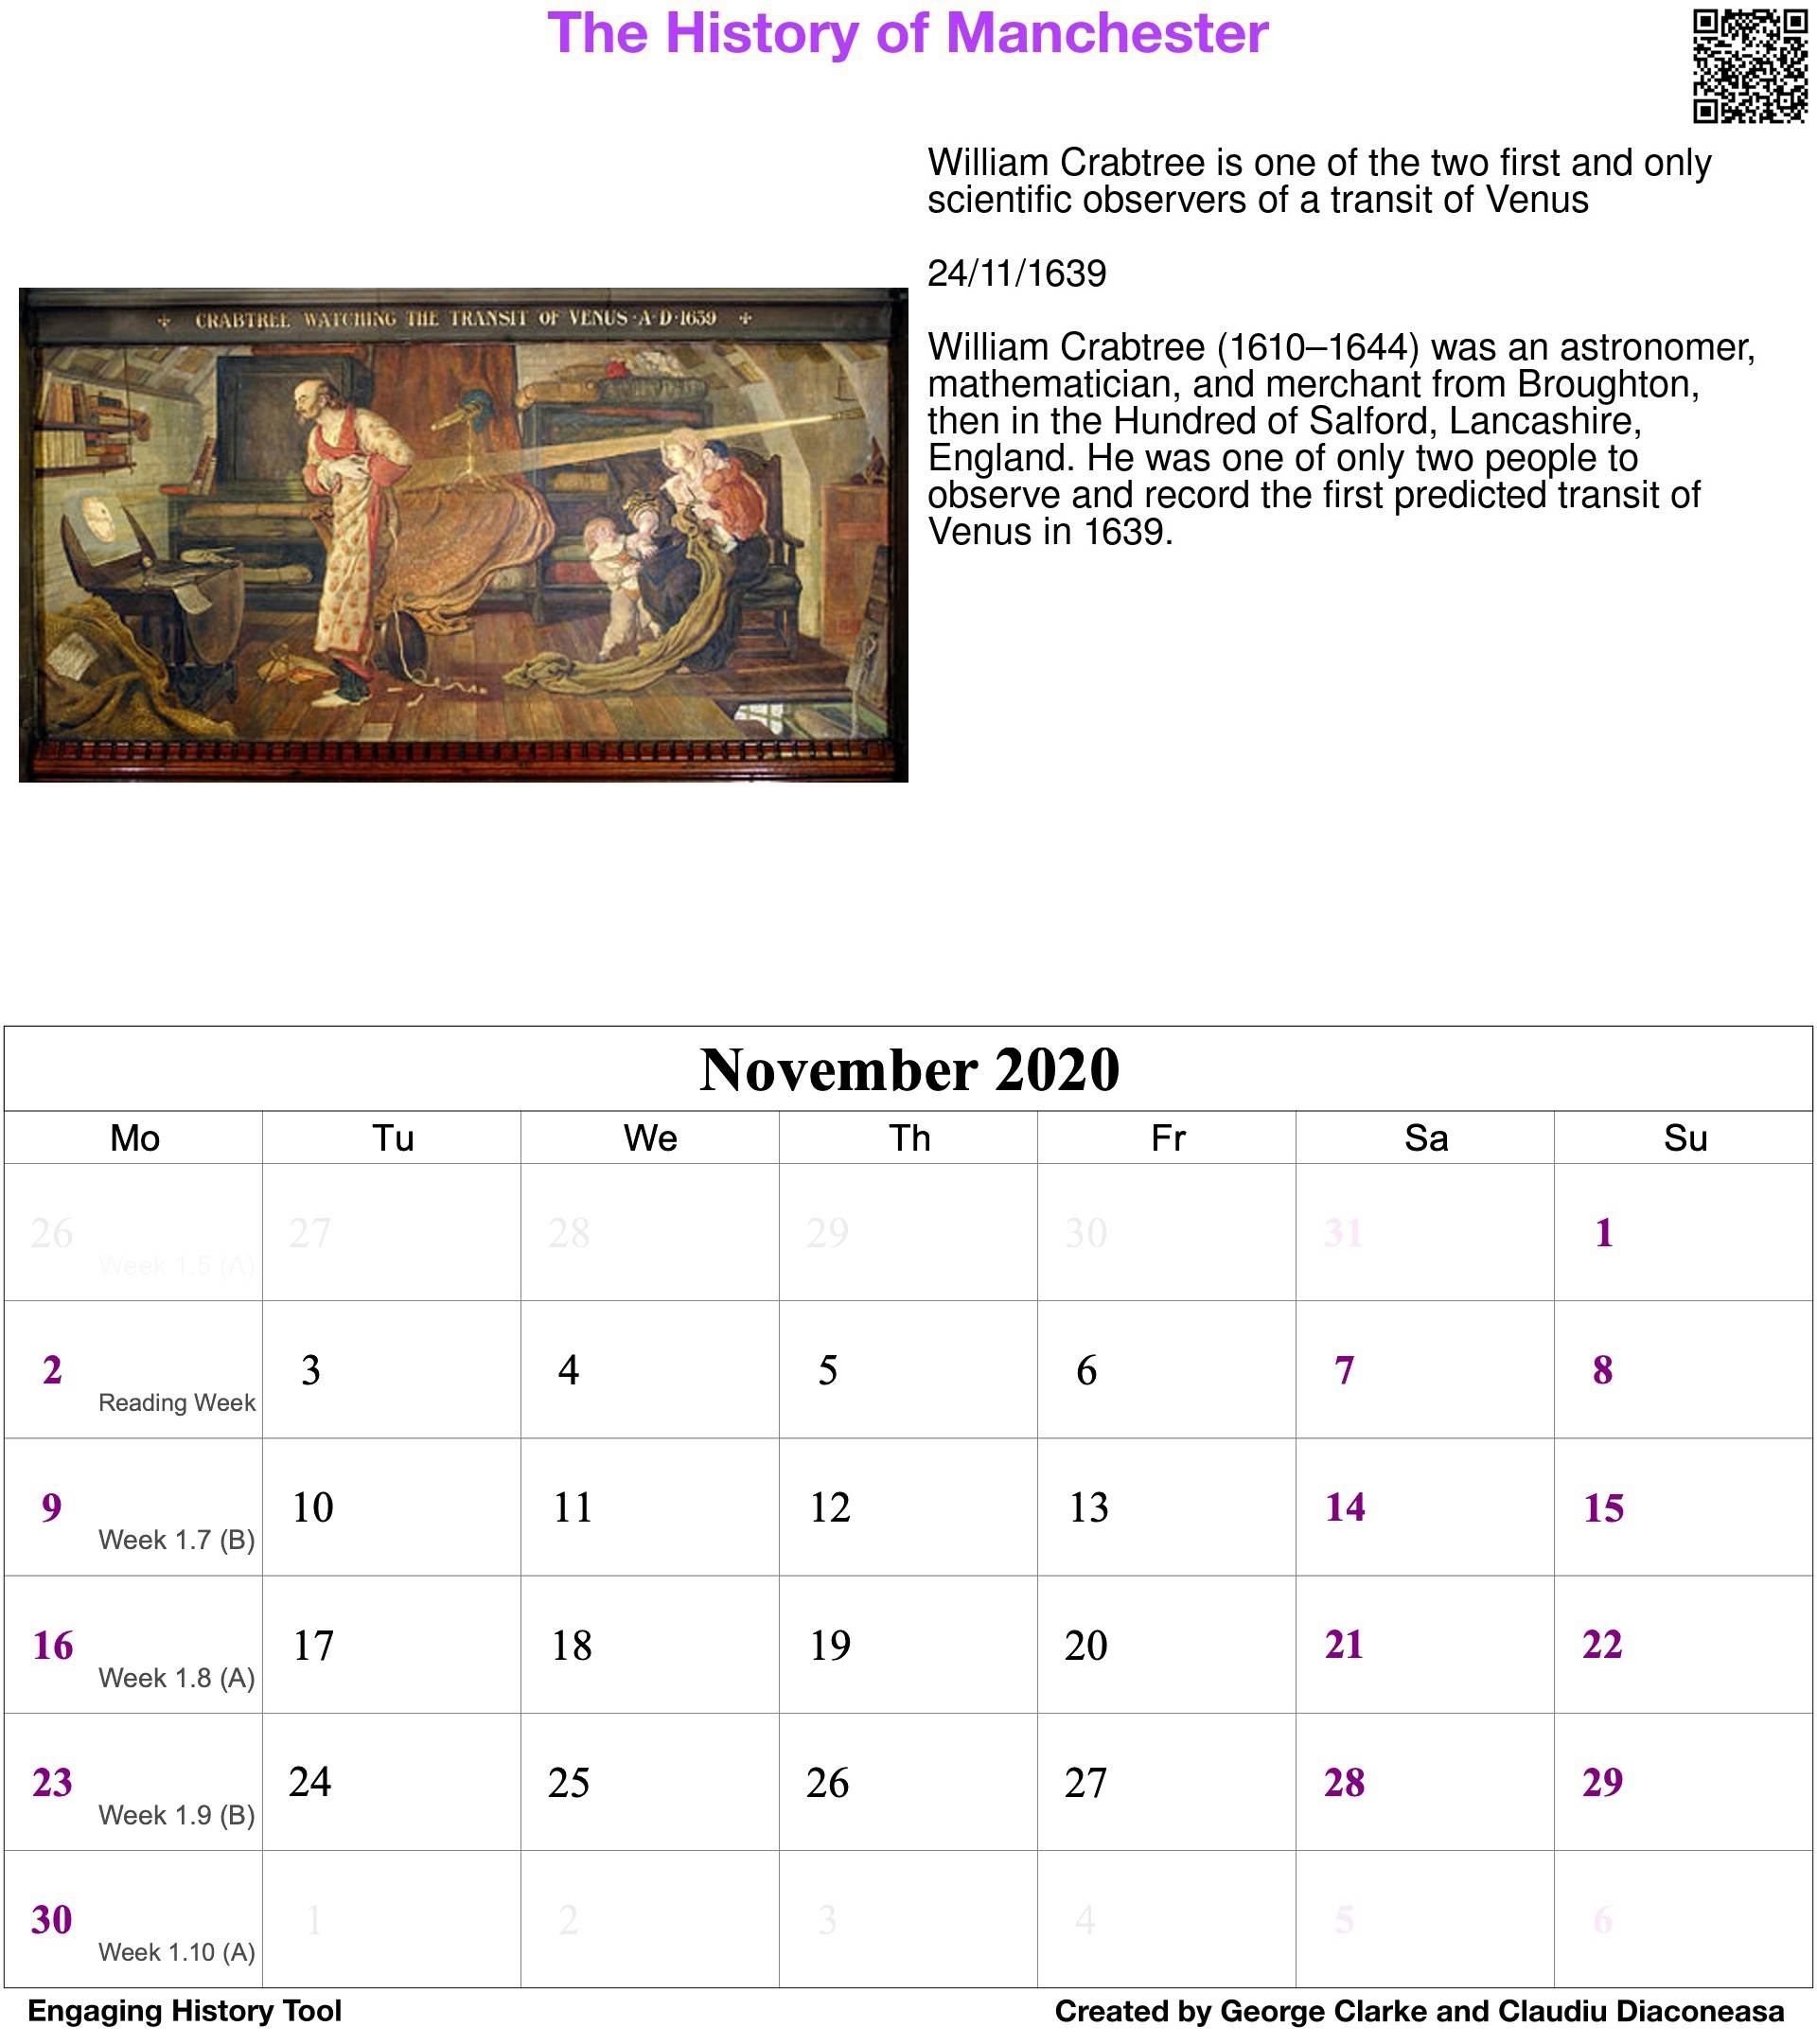 The History of Manchester
William Crabtree is one of the two first and only
scientific observers of a transit of Venus
24/11/1639
William Crabtree (1610–1644) was an astronomer,
mathematician, and merchant from Broughton,
then in the Hundred of Salford, Lancashire,
England. He was one of only two people to
observe and record the first predicted transit of
Venus in 1639.
CRABTREE WATCHING THE TRANSIT OF VENUS · A · D · 1639
November 2020
Mo Tu We Th Fr Sa Su
26 27 28 29 30 31 1
Week 1.5 (A)
2 3 4 5 6 7 8
Reading Week
9 10 11 12 13 14 15
Week 1.7 (B)
16 17 18 19 20 21 22
Week 1.8 (A)
23 24 25 26 27 28 29
Week 1.9 (B)
30 1 2 3 4 5 6
Week 1.10 (A)
Engaging History Tool
Created by George Clarke and Claudiu Diaconeasa